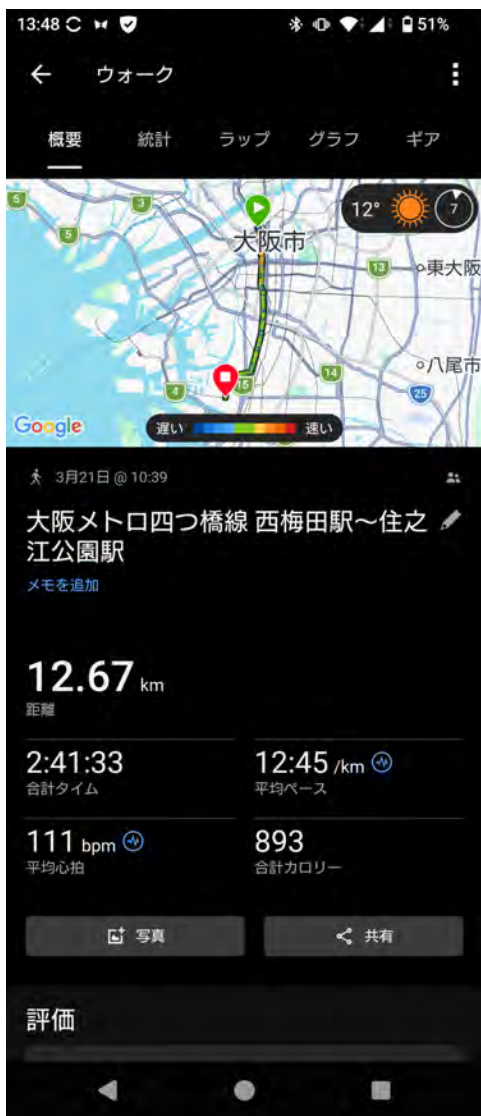 13:48
51%
ウォーク
概要
統計
ラップ
グラフ
ギア
5
3
5
12°
7
大阪市
13
東大阪
八尾市
14
15
4
25
Google
遅い
速い
3月21日 @ 10:39
大阪メトロ四つ橋線 西梅田駅～住之
江公園駅
メモを追加
12.67 km
距離
2:41:33
合計タイム
12:45 /km
平均ペース
111 bpm
平均心拍
893
合計カロリー
写真
共有
評価